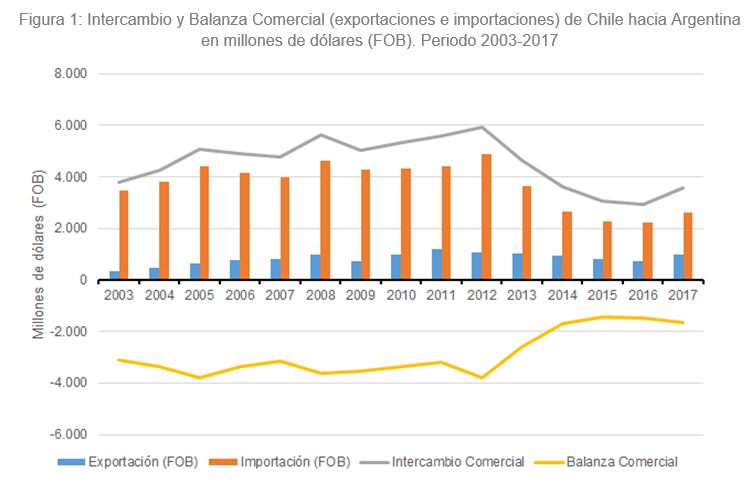 Figura 1: Intercambio y Balanza Comercial (exportaciones e importaciones) de Chile hacia Argentina
en millones de dólares (FOB). Periodo 2003-2017
Millones de dólares (FOB)
8.000
6.000
4.000
2.000
0
-2.000
-4.000
-6.000
2003 2004 2005 2006 2007 2008 2009 2010 2011 2012 2013 2014 2015 2016 2017
Exportación (FOB) Importación (FOB) Intercambio Comercial Balanza Comercial